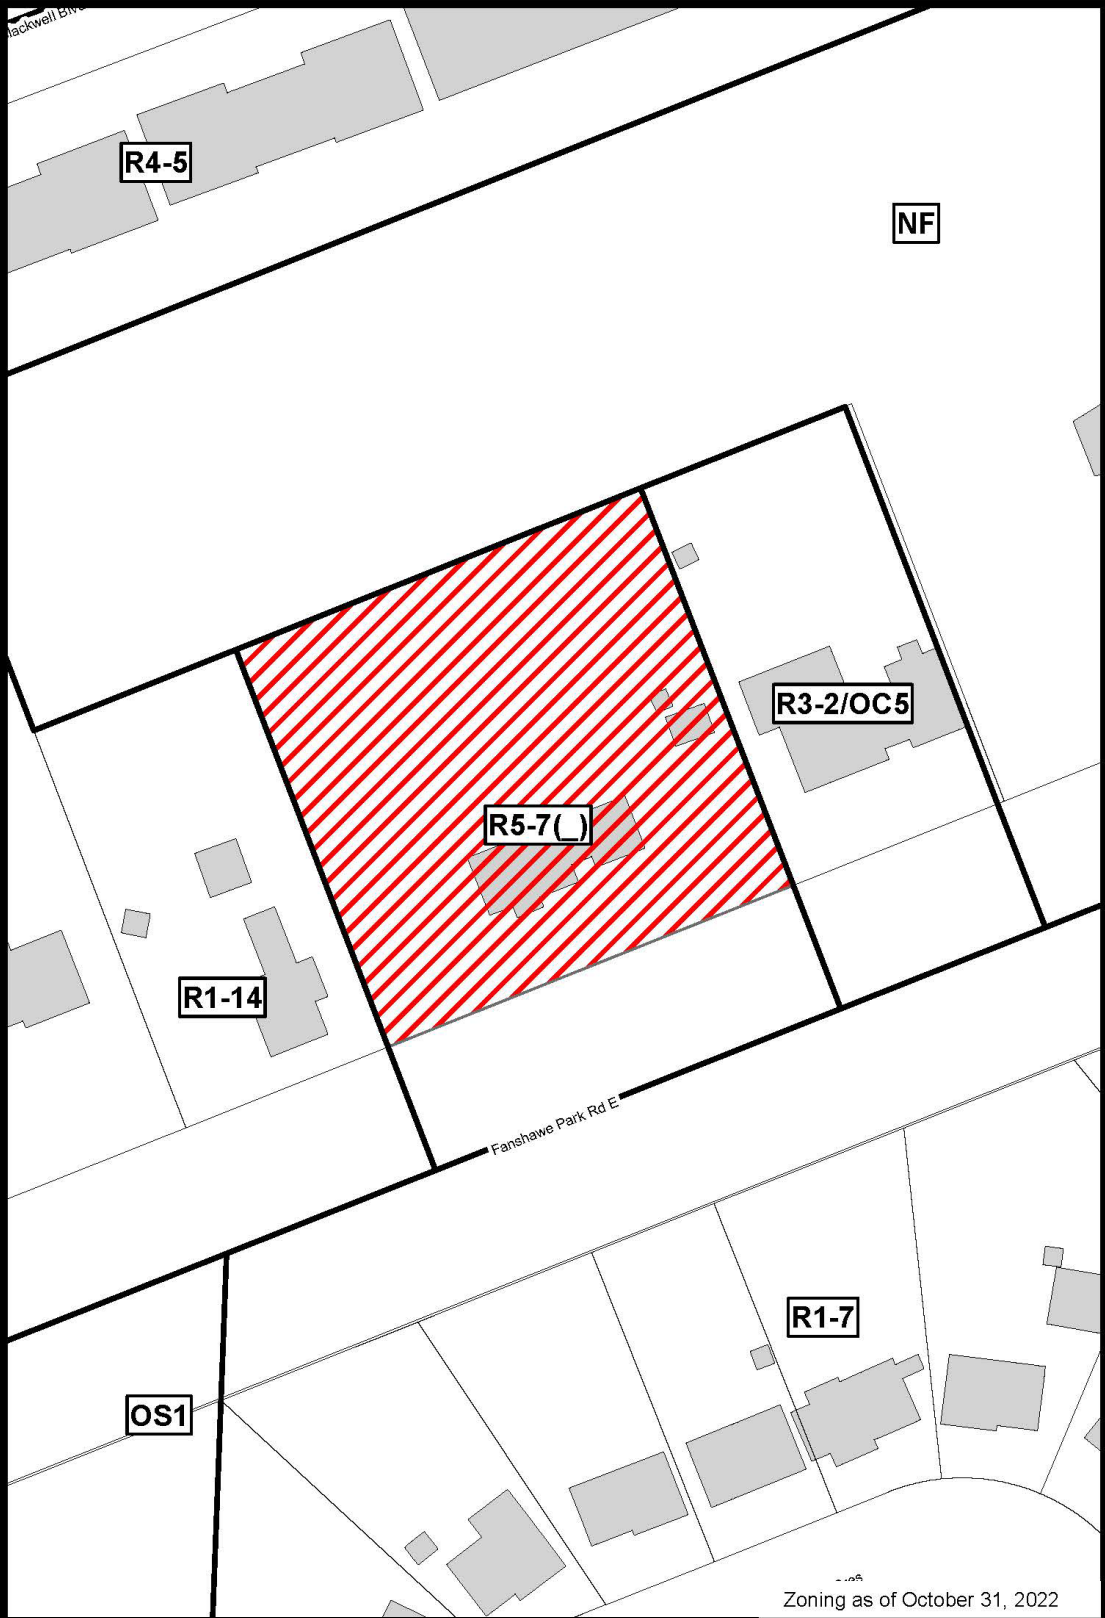 R4-5
NF
R3-2/OC5
R5-7(_)
R1-14
Fanshawe Park Rd E
R1-7
OS1
Zoning as of October 31, 2022